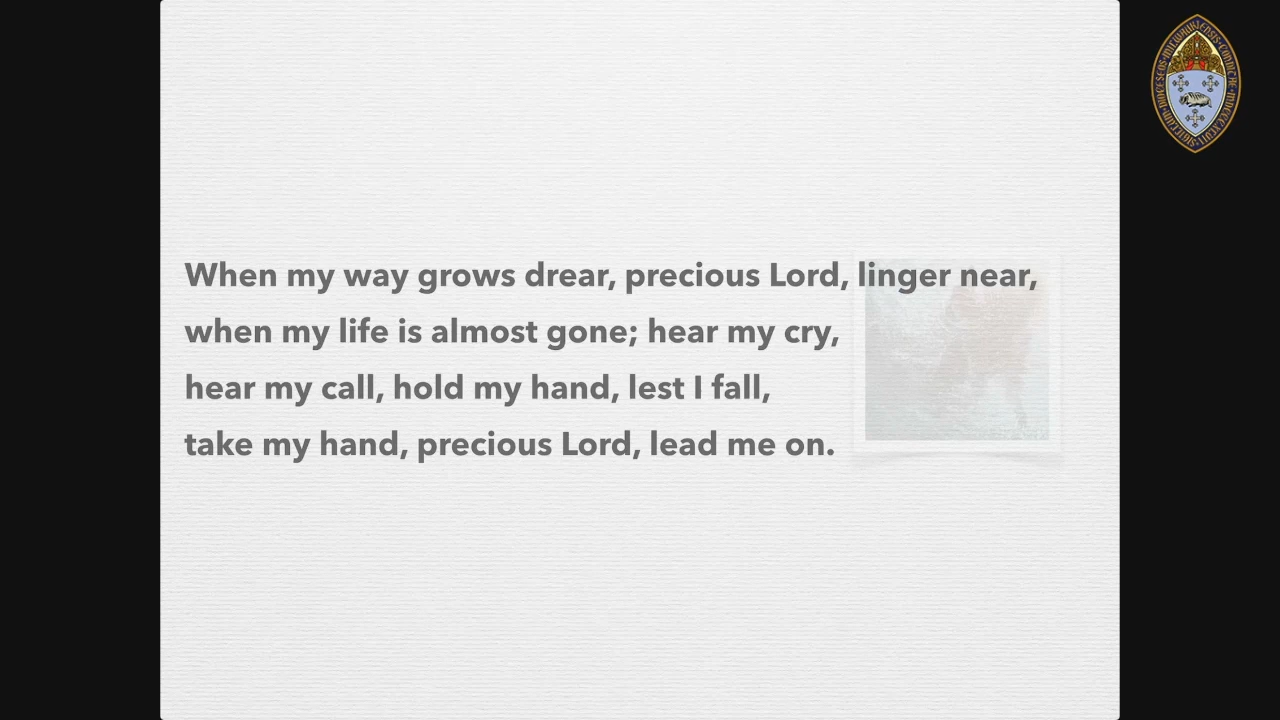 When my way grows drear, precious Lord, linger near,
when my life is almost gone; hear my cry,
hear my call, hold my hand, lest I fall,
take my hand, precious Lord, lead me on.